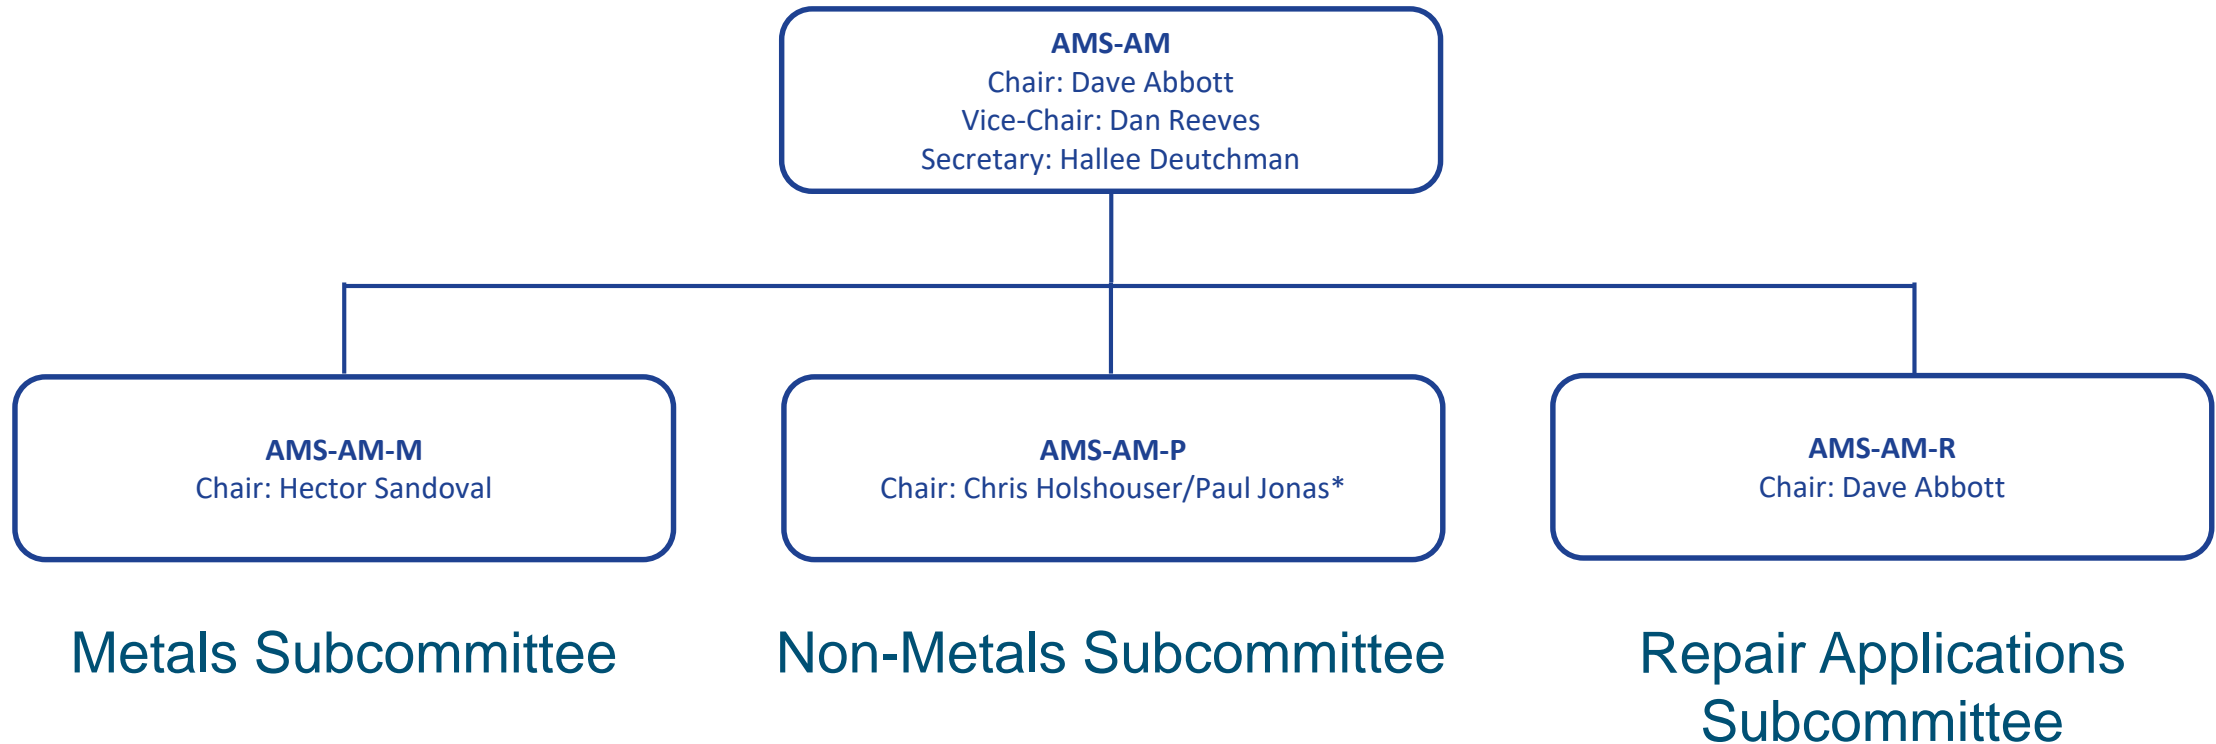 AMS-AM
Chair: Dave Abbott
Vice-Chair: Dan Reeves
Secretary: Hallee Deutchman
AMS-AM-M
Chair: Hector Sandoval
AMS-AM-P
Chair: Chris Holshouser/Paul Jonas*
AMS-AM-R
Chair: Dave Abbott
Metals Subcommittee
Non-Metals Subcommittee
Repair Applications
Subcommittee